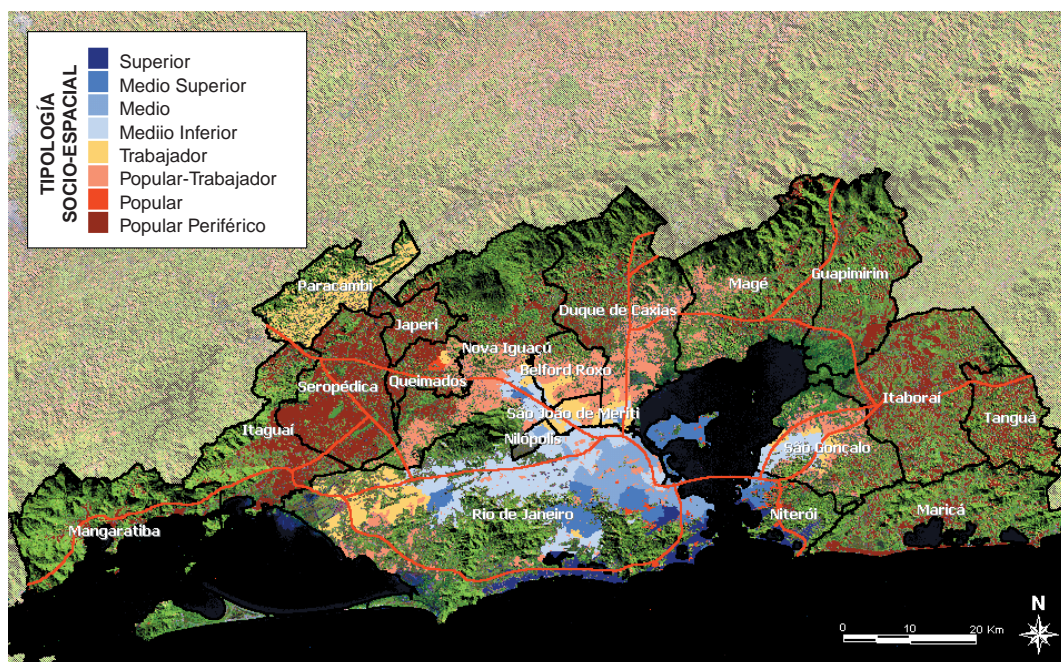 TIPOLOGÍA
SOCIO-ESPACIAL
Superior
Medio Superior
Medio
Mediio Inferior
Trabajador
Popular-Trabajador
Popular
Popular Periférico
Paracambi
Japeri
Nova Iguaçú
Duque de Caxias
Magé
Guapimirim
Seropédica
Queimados
Belford Roxo
Itaguaí
São João de Meriti
Nilópolis
São Gonçalo
Itaboraí
Tanguá
Mangaratiba
Rio de Janeiro
Niterói
Maricá
N
0 10 20 Km